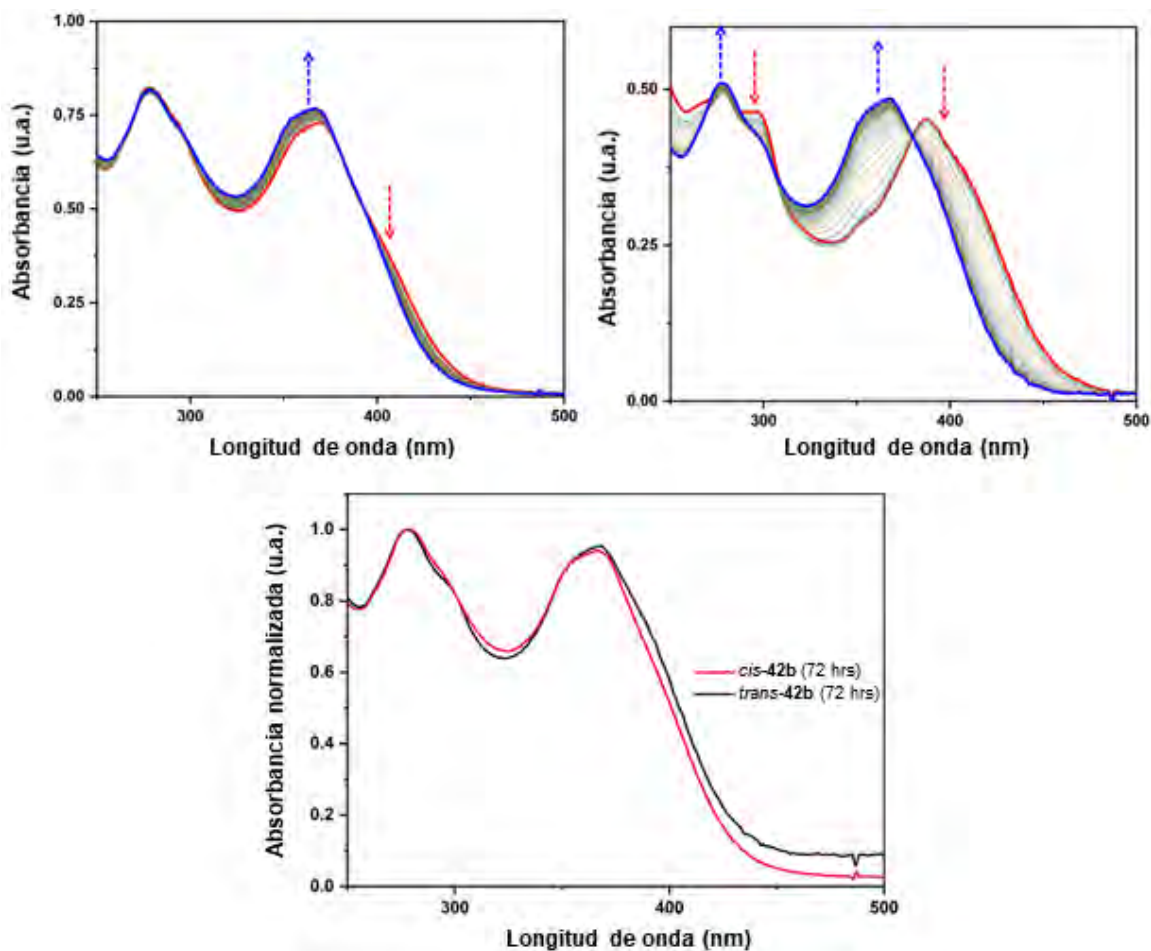 1.00
0.75
0.50
0.25
0.00
300
400
500
Absorbancia (u.a.)
Longitud de onda (nm)
0.50
0.25
0.00
300
400
500
Absorbancia (u.a.)
Longitud de onda (nm)
1.0
0.8
0.6
0.4
0.2
0.0
300
400
500
Absorbancia normalizada (u.a.)
cis-42b (72 hrs)
trans-42b (72 hrs)
Longitud de onda (nm)